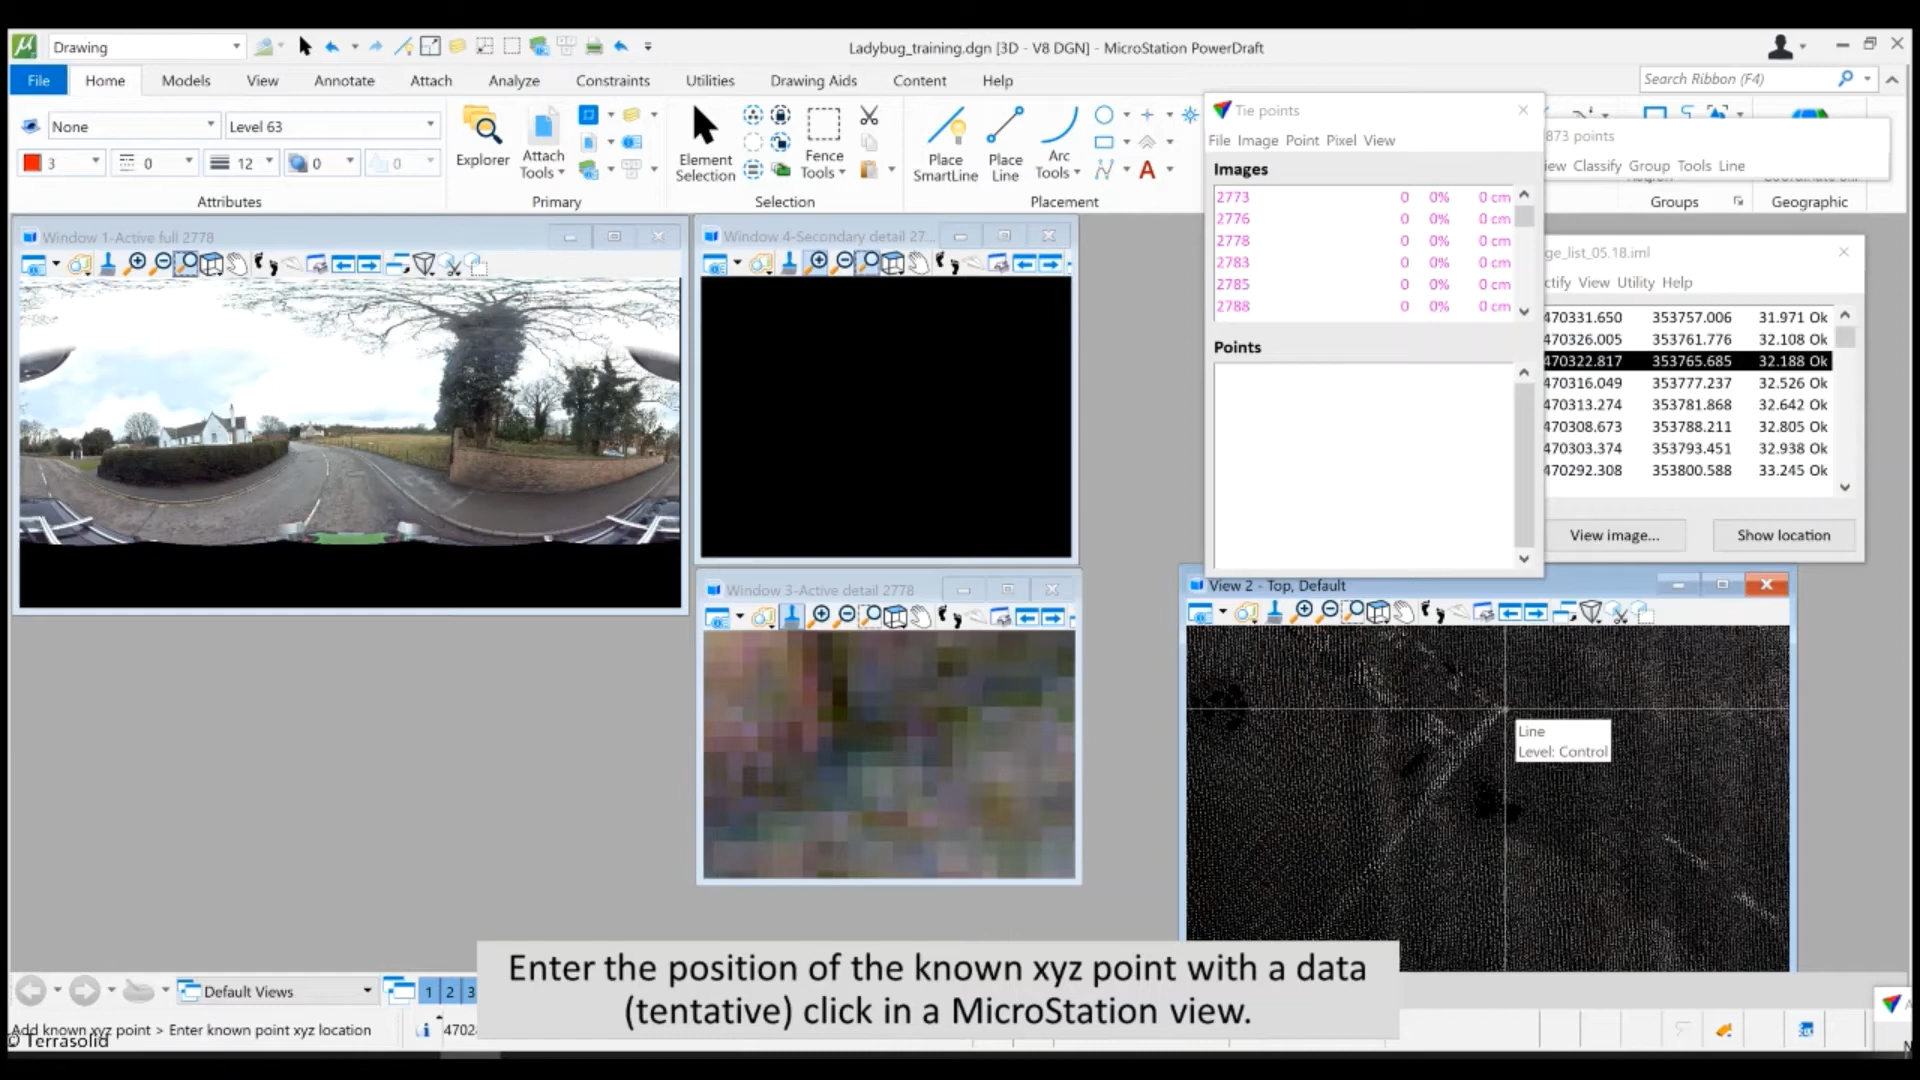 Drawing
Ladybug_training.dgn [3D - V8 DGN] - MicroStation PowerDraft
File Home Models View Annotate Attach Analyze Constraints Utilities Drawing Aids Content Help
Search Ribbon (F4)
None
Level 63
3 0 12 0 0
Attributes
Explorer
Attach Tools
Primary
Element Selection
Fence Tools
Selection
Place SmartLine
Place Line
Arc Tools
Placement
Groups
Geographic
Tie points
File Image Point Pixel View
Images
2773 0 0% 0 cm
2776 0 0% 0 cm
2778 0 0% 0 cm
2783 0 0% 0 cm
2785 0 0% 0 cm
2788 0 0% 0 cm
Points
873 points
Classify Group Tools Line
ge_list_05.18.iml
ctify View Utility Help
470331.650 353757.006 31.971 Ok
470326.005 353761.776 32.108 Ok
470322.817 353765.685 32.188 Ok
470316.049 353777.237 32.526 Ok
470313.274 353781.868 32.642 Ok
470308.673 353788.211 32.805 Ok
470303.374 353793.451 32.938 Ok
470292.308 353800.588 33.245 Ok
View image...
Show location
Window 1-Active full 2778
Window 4-Secondary detail 27...
Window 3-Active detail 2778
View 2 - Top, Default
Line
Level: Control
Enter the position of the known xyz point with a data
(tentative) click in a MicroStation view.
Default Views
1 2 3
Add known xyz point > Enter known point xyz location
4702
© Terrasolid